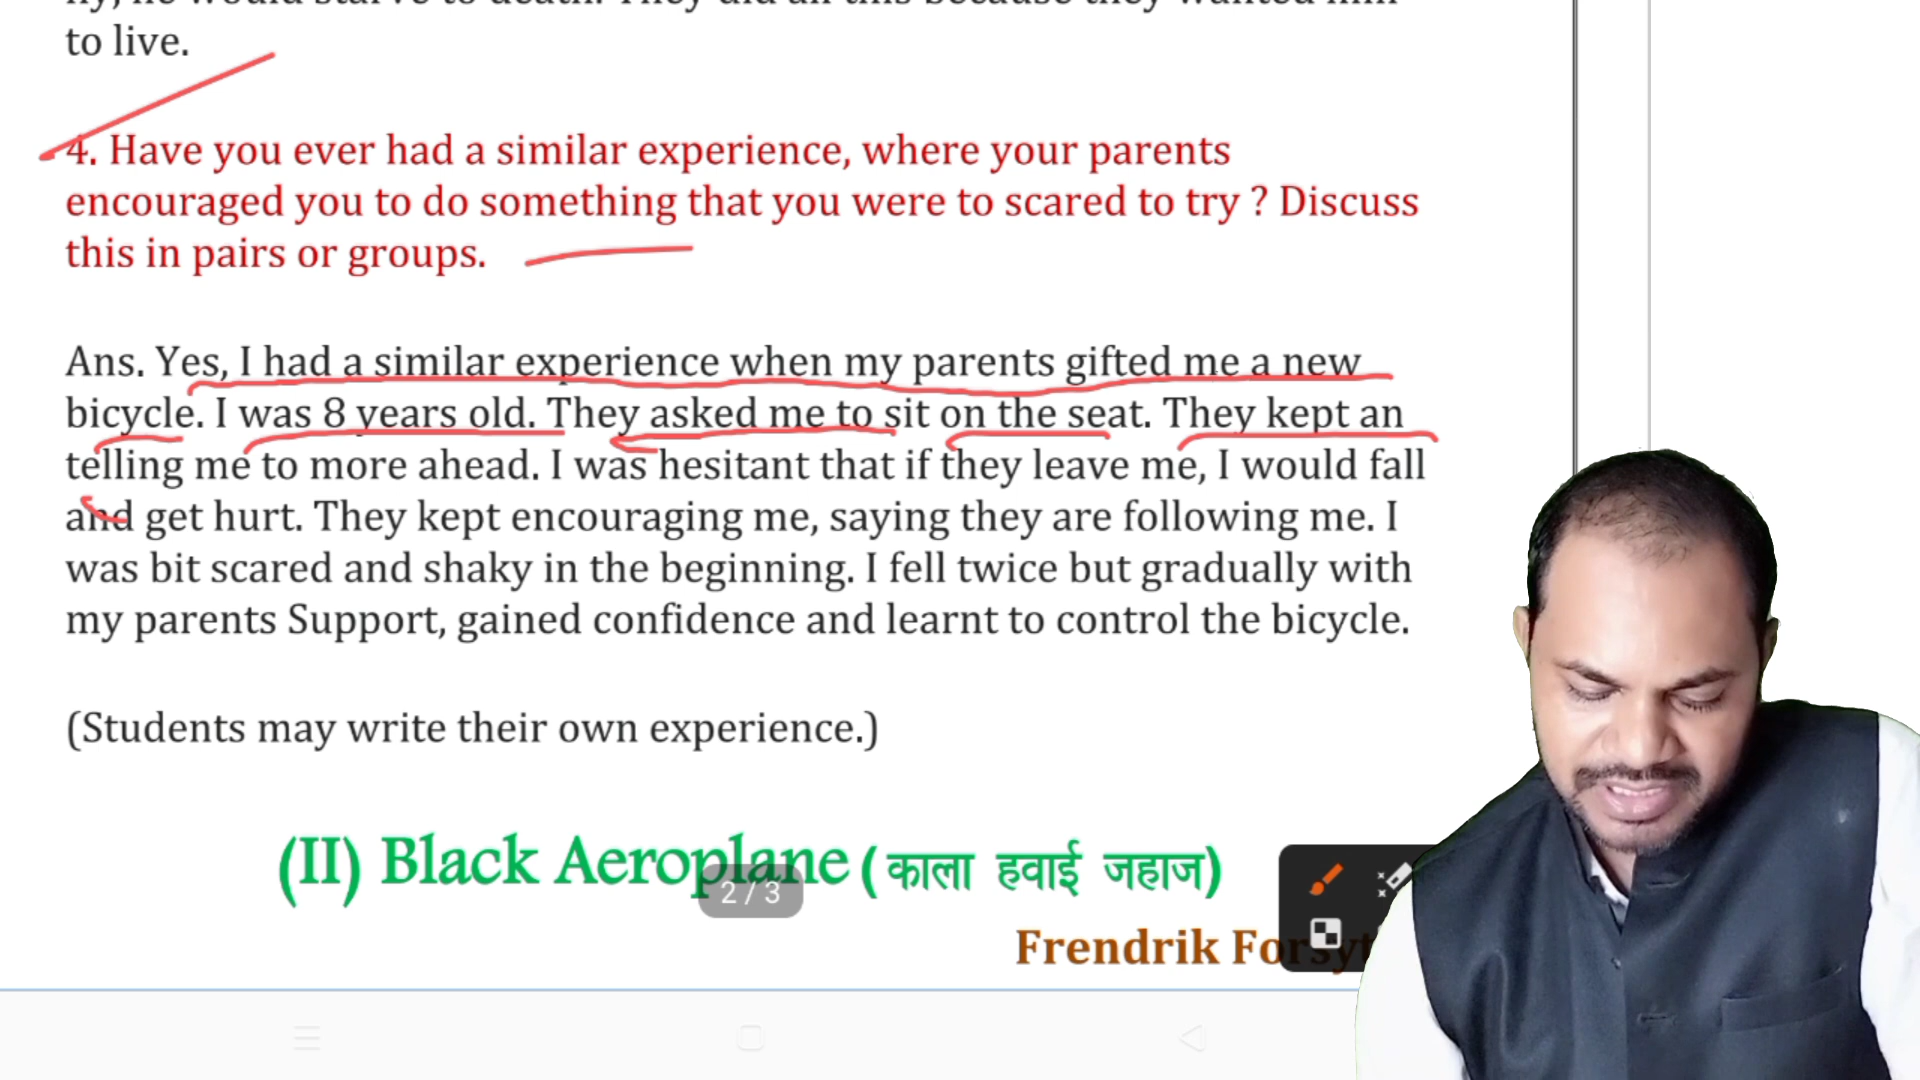 to live.
4. Have you ever had a similar experience, where your parents
encouraged you to do something that you were to scared to try ? Discuss
this in pairs or groups.
Ans. Yes, I had a similar experience when my parents gifted me a new
bicycle. I was 8 years old. They asked me to sit on the seat. They kept an
telling me to more ahead. I was hesitant that if they leave me, I would fall
and get hurt. They kept encouraging me, saying they are following me. I
was bit scared and shaky in the beginning. I fell twice but gradually with
my parents Support, gained confidence and learnt to control the bicycle.
(Students may write their own experience.)
(II) Black Aeroplane ( काला हवाई जहाज)
2 / 3
Frendrik